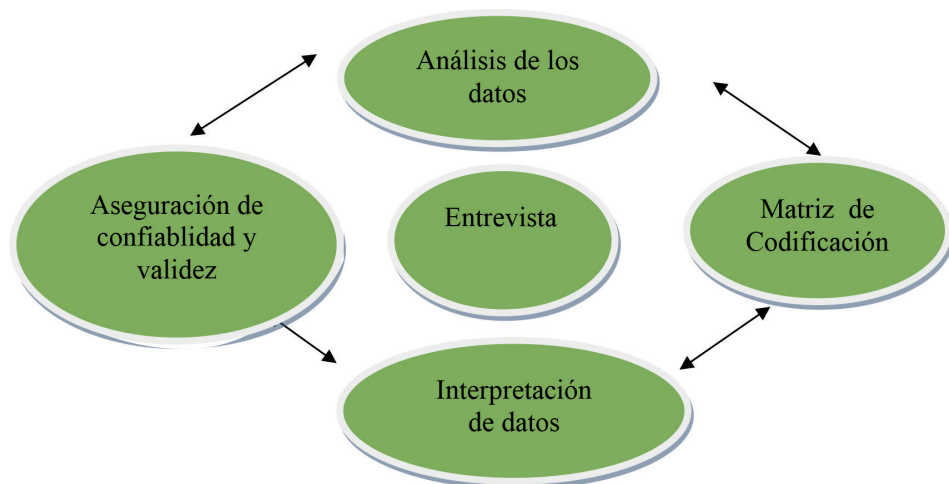 Análisis de los
datos
Aseguración de
confiablidad y
validez
Entrevista
Matriz de
Codificación
Interpretación
de datos